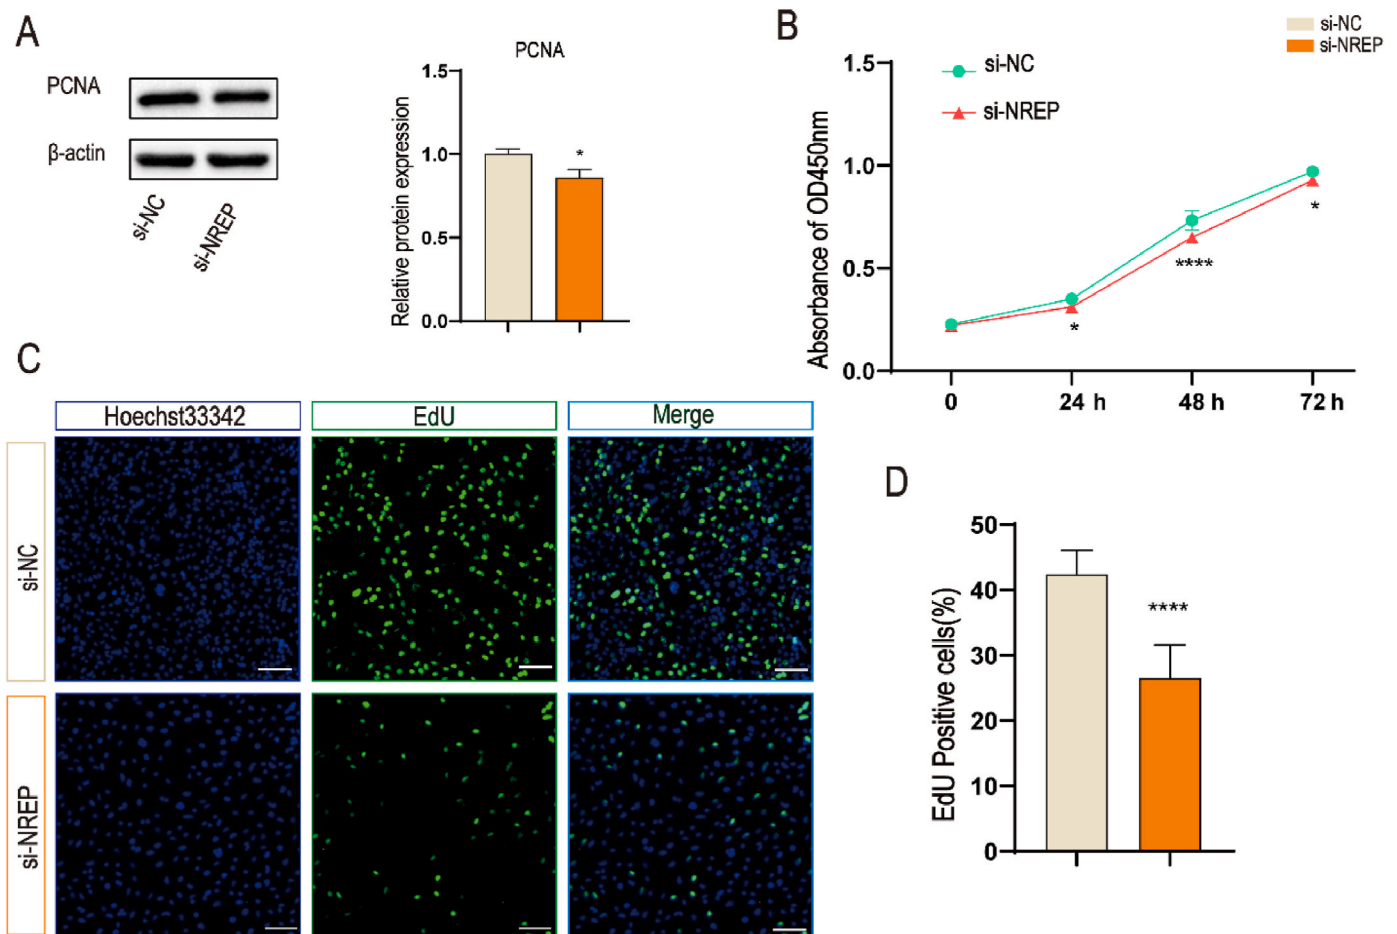 A
PCNA
β-actin
si-NC
si-NREP
PCNA
Relative protein expression
1.5
1.0
0.5
0.0
*
B
si-NC
si-NREP
si-NC
si-NREP
Absorbance of OD450nm
1.5
1.0
0.5
0.0
*
****
*
0
24 h
48 h
72 h
C
Hoechst33342
EdU
Merge
si-NC
si-NREP
D
EdU Positive cells(%)
50
40
30
20
10
0
****